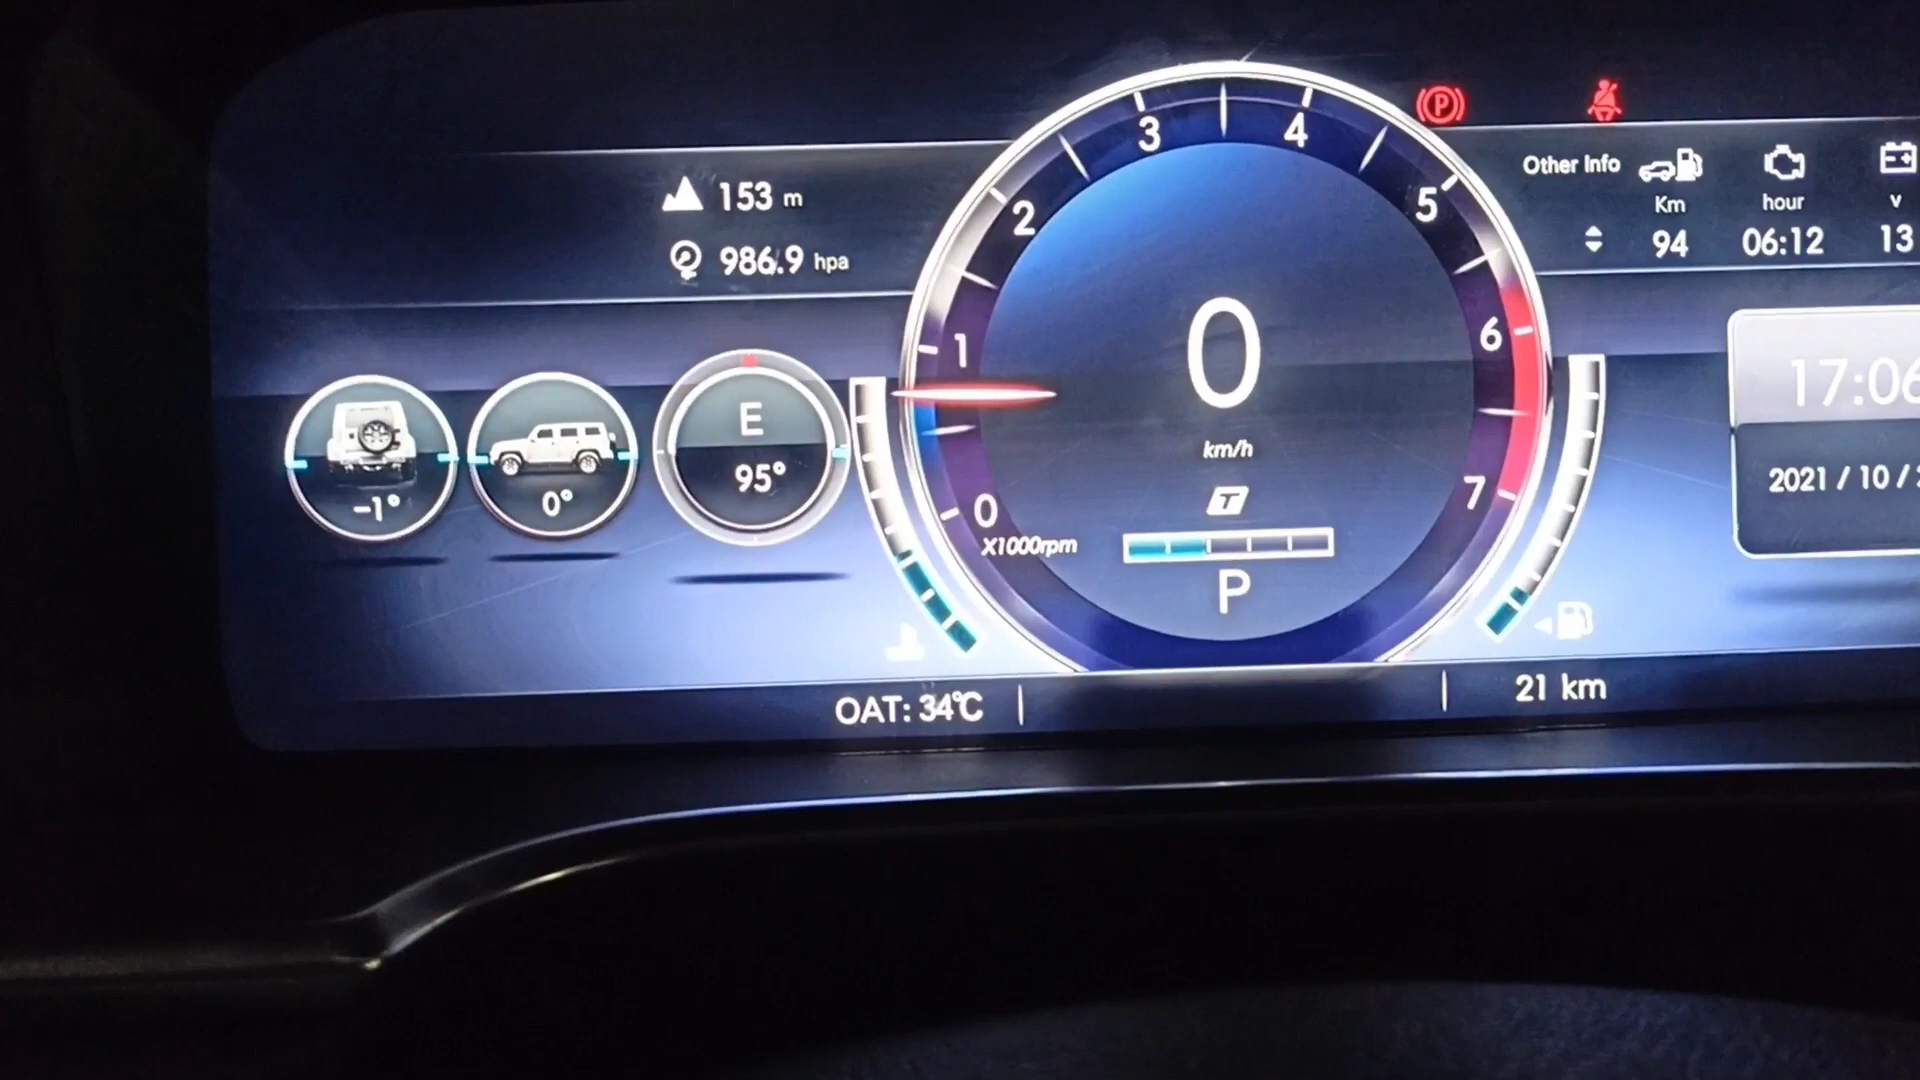 153 m
986.9 hpa
Other Info
Km
hour
v
94
06:12
13
0
1
2
3
4
5
6
7
X1000rpm
0
km/h
T
P
P
-1°
0°
E
95°
17:06
2021 / 10 /
OAT: 34℃
21 km